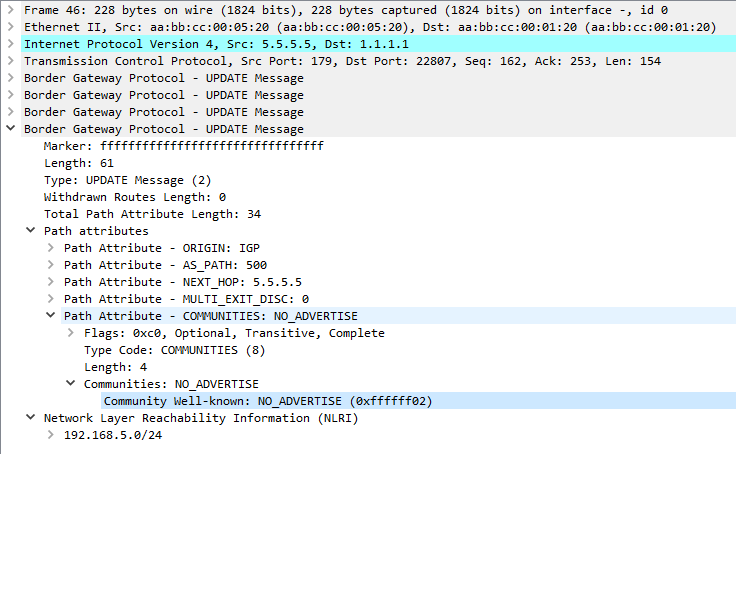 Frame 46: 228 bytes on wire (1824 bits), 228 bytes captured (1824 bits) on interface -, id 0
Ethernet II, Src: aa:bb:cc:00:05:20 (aa:bb:cc:00:05:20), Dst: aa:bb:cc:00:01:20 (aa:bb:cc:00:01:20)
Internet Protocol Version 4, Src: 5.5.5.5, Dst: 1.1.1.1
Transmission Control Protocol, Src Port: 179, Dst Port: 22807, Seq: 162, Ack: 253, Len: 154
Border Gateway Protocol - UPDATE Message
Border Gateway Protocol - UPDATE Message
Border Gateway Protocol - UPDATE Message
Border Gateway Protocol - UPDATE Message
Marker: ffffffffffffffffffffffffffffffff
Length: 61
Type: UPDATE Message (2)
Withdrawn Routes Length: 0
Total Path Attribute Length: 34
Path attributes
Path Attribute - ORIGIN: IGP
Path Attribute - AS_PATH: 500
Path Attribute - NEXT_HOP: 5.5.5.5
Path Attribute - MULTI_EXIT_DISC: 0
Path Attribute - COMMUNITIES: NO_ADVERTISE
Flags: 0xc0, Optional, Transitive, Complete
Type Code: COMMUNITIES (8)
Length: 4
Communities: NO_ADVERTISE
Community Well-known: NO_ADVERTISE (0xffffff02)
Network Layer Reachability Information (NLRI)
192.168.5.0/24